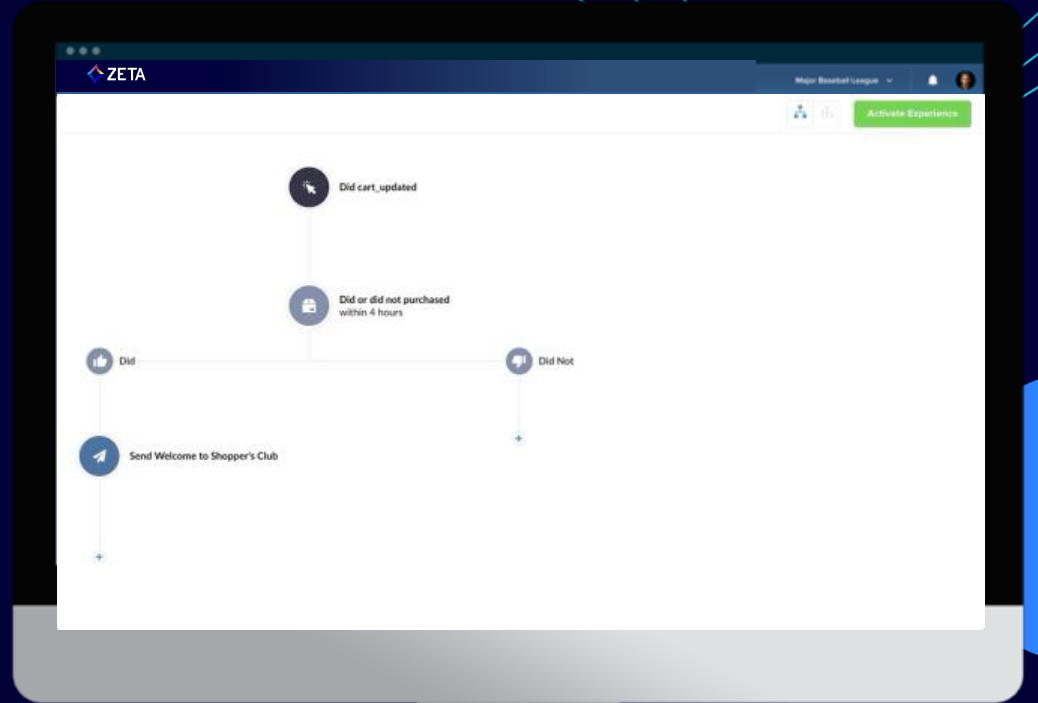 ZETA
Major Baseball League
Activate Experience
Did cart_updated
Did or did not purchased
within 4 hours
Did
Did Not
Send Welcome to Shopper's Club